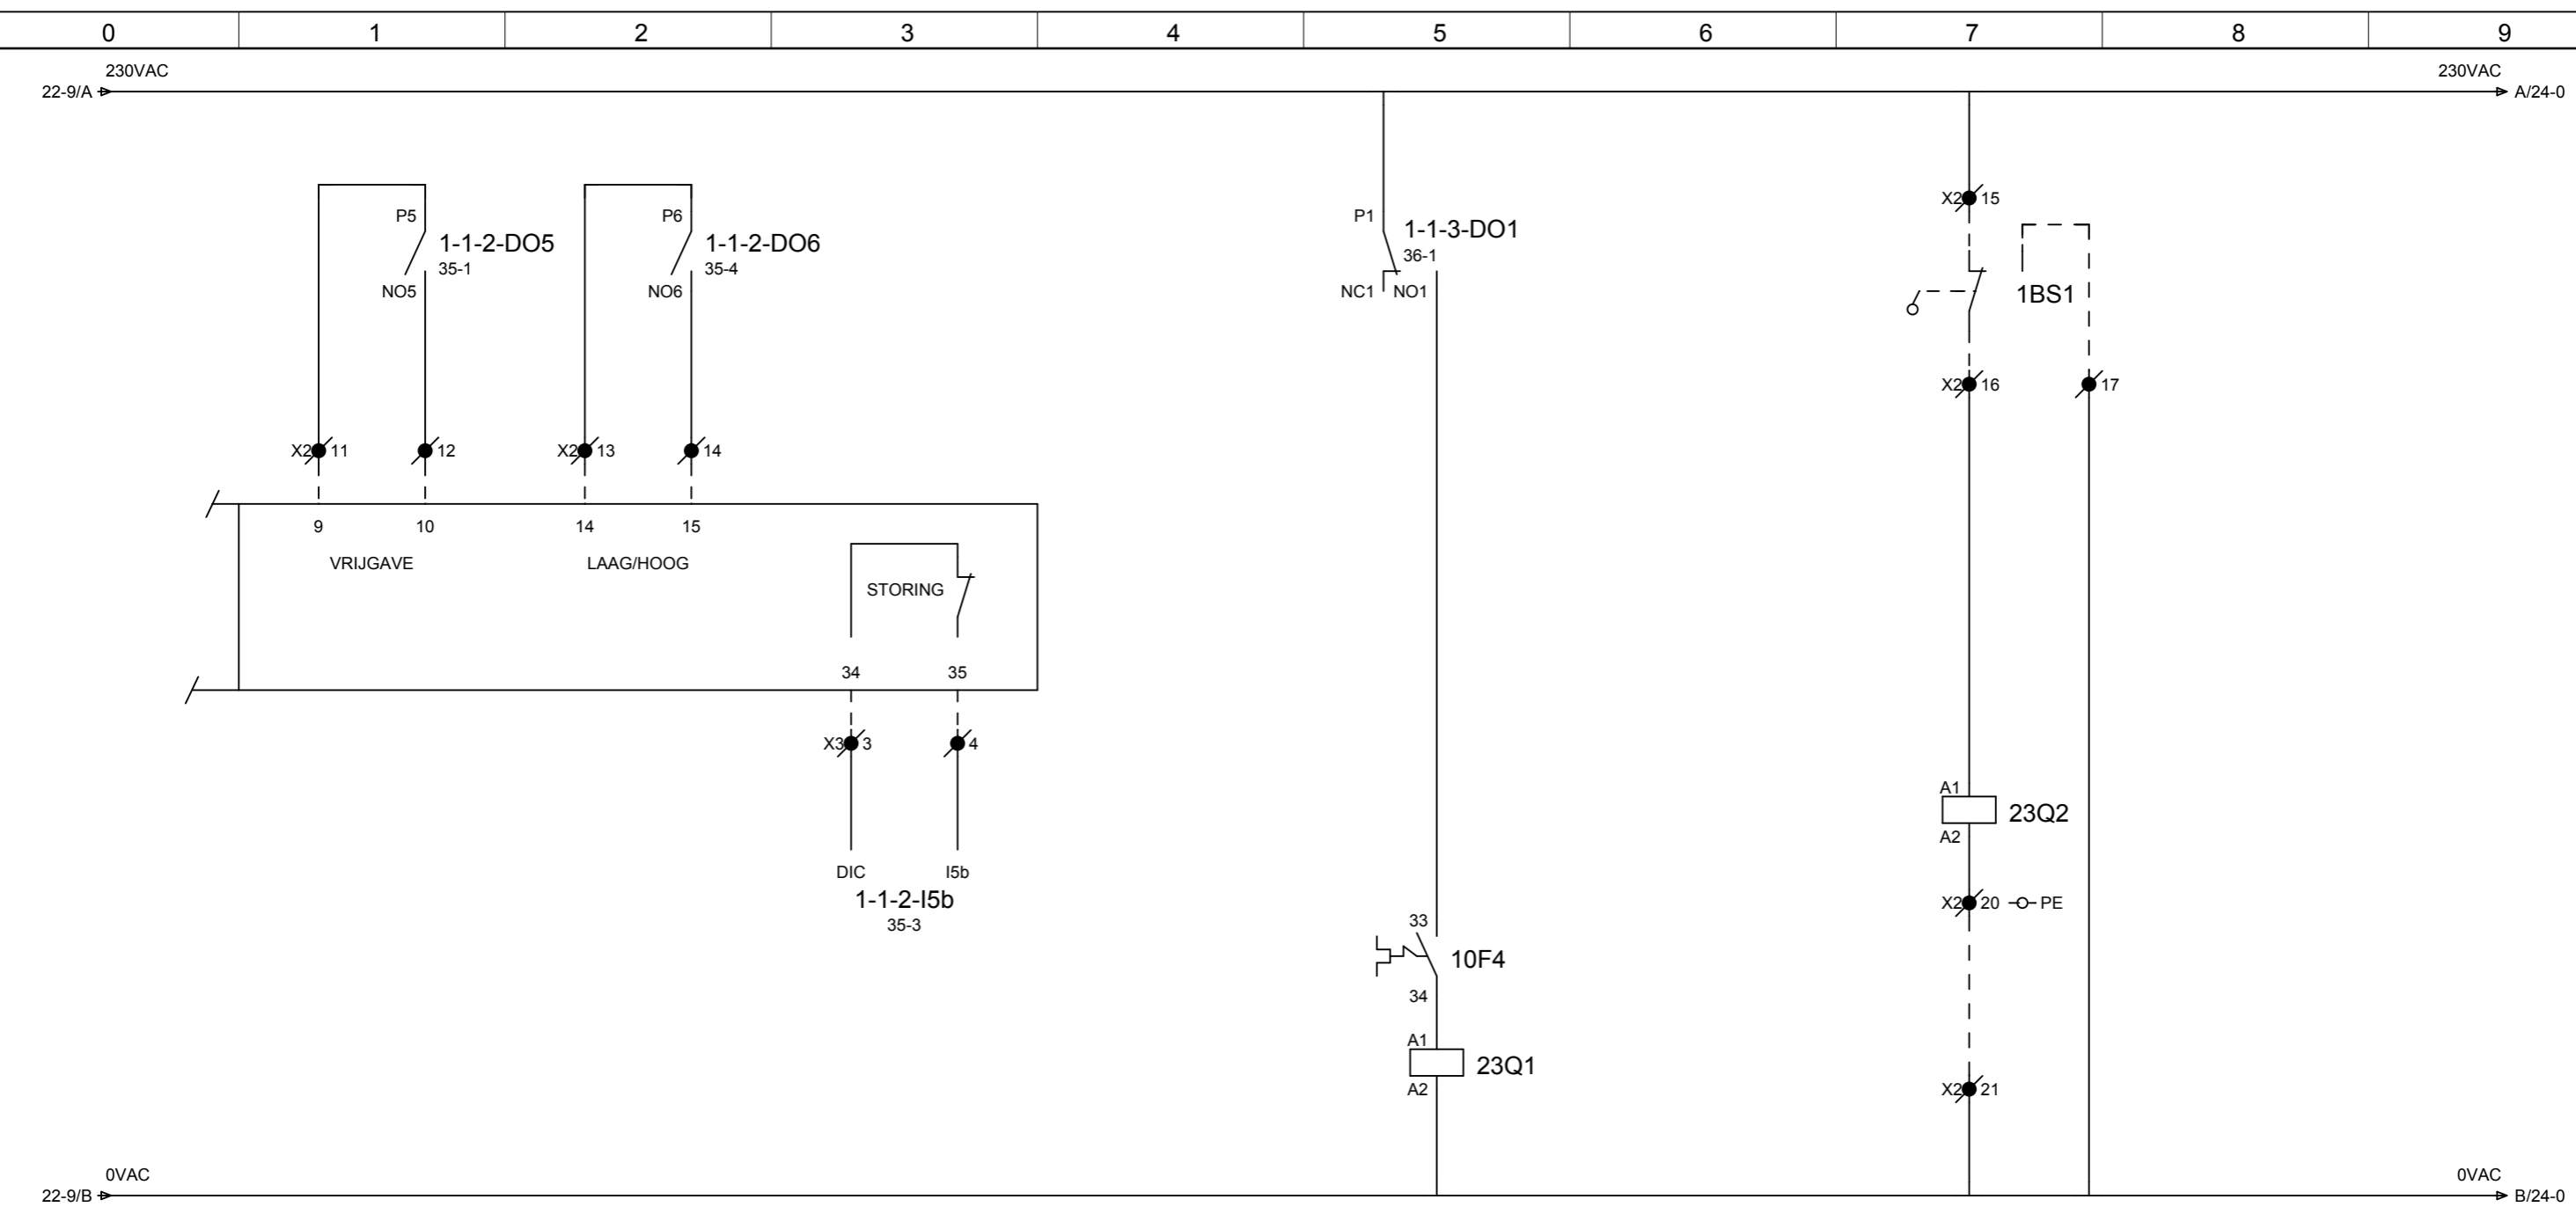 0 1 2 3 4 5 6 7 8 9
230VAC 230VAC
22-9/A A/24-0
X2 15
P5 P6 P1 1-1-3-DO1
1-1-2-DO5 1-1-2-DO6
35-1 35-4 36-1
NO5 NO6 NC1 NO1 1BS1
X2 16 17
X2 11 12 X2 13 14
9 10 14 15
VRIJGAVE LAAG/HOOG
STORING
34 35
X3 3 4
A1
23Q2
A2
DIC I5b
1-1-2-I5b
35-3
X2 20 PE
33
10F4
34
A1
23Q1
A2
X2 21
0VAC 0VAC
22-9/B B/24-0